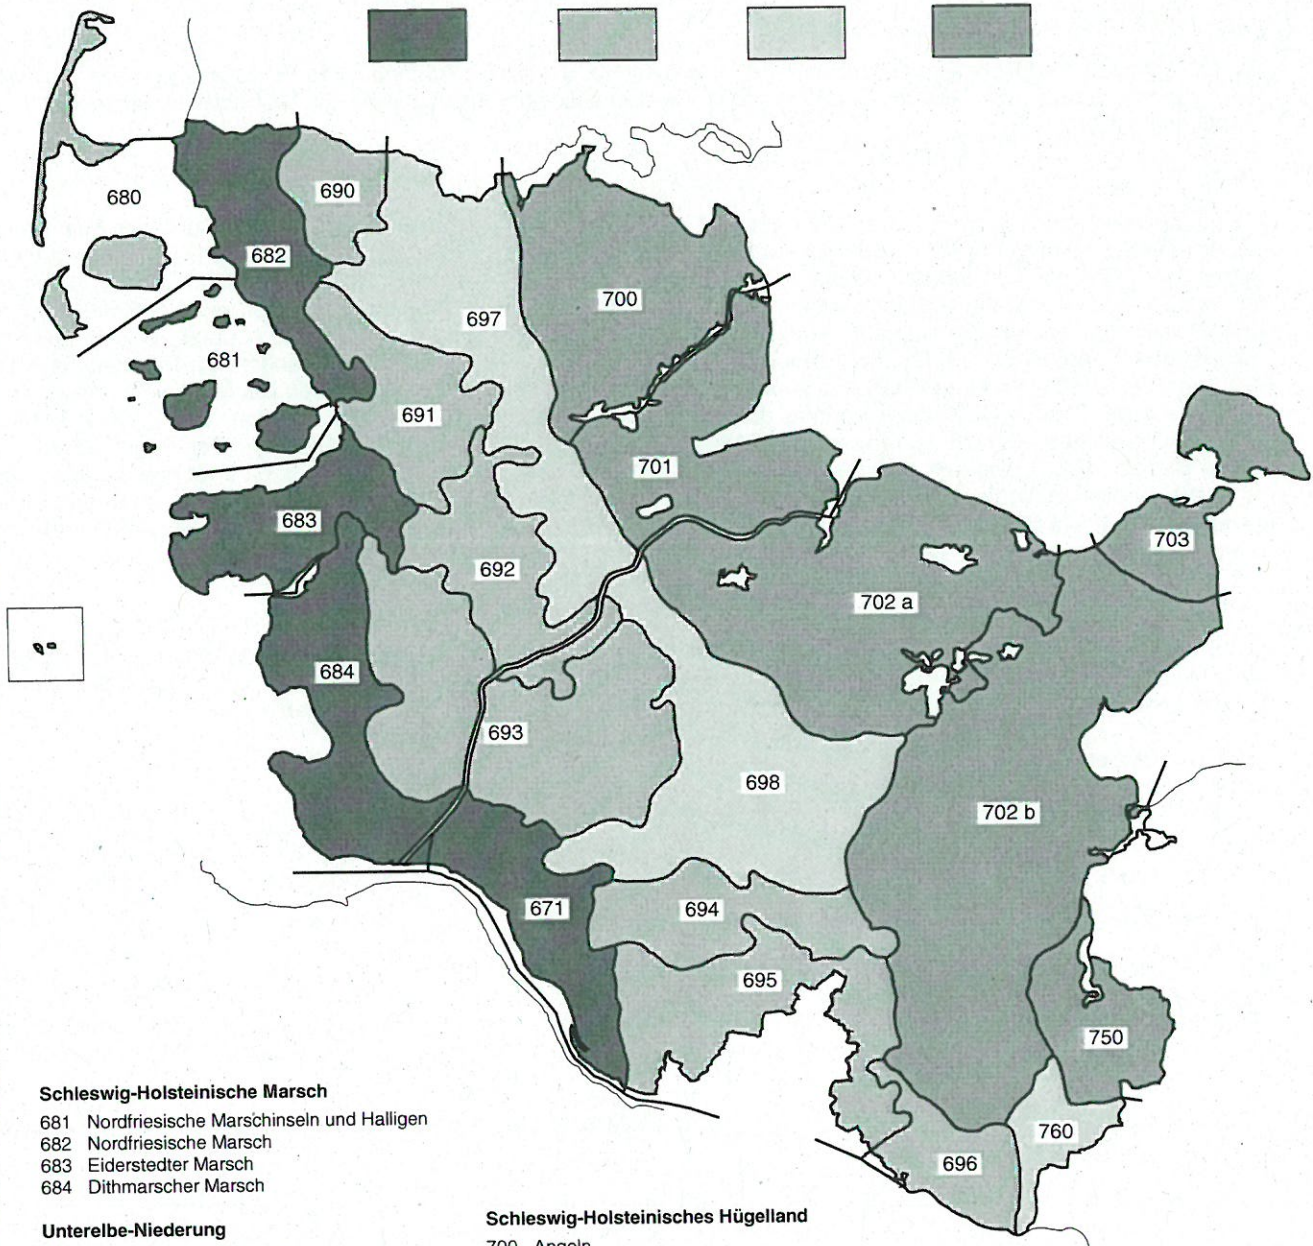 680
690
682
700
697
681
691
701
683
703
692
702 a
684
693
698
702 b
671
694
695
750
760
696
Schleswig-Holsteinische Marsch
681 Nordfriesische Marschinseln und Halligen
682 Nordfriesische Marsch
683 Eiderstedter Marsch
684 Dithmarscher Marsch
Unterelbe-Niederung
Schleswig-Holsteinisches Hügelland
700 Angeln